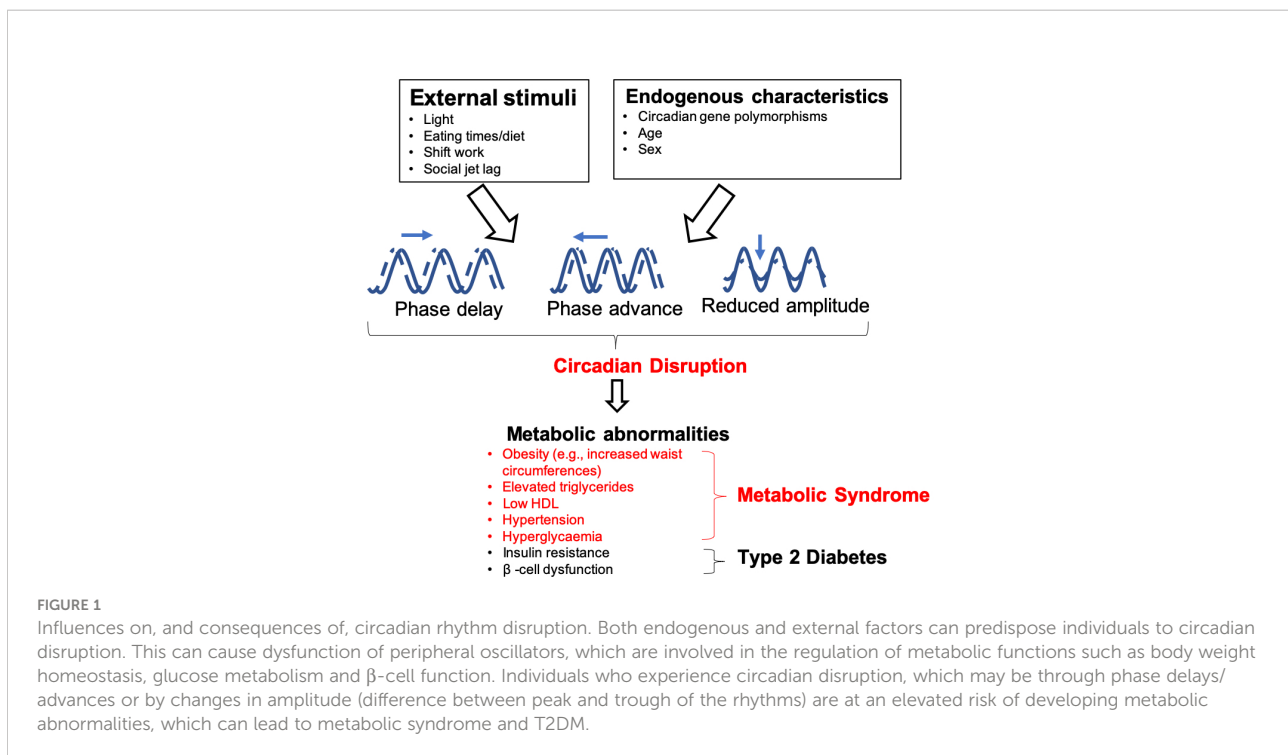 External stimuli
• Light
• Eating times/diet
• Shift work
• Social jet lag
Endogenous characteristics
• Circadian gene polymorphisms
• Age
• Sex
Phase delay
Phase advance
Reduced amplitude
Circadian Disruption
Metabolic abnormalities
• Obesity (e.g., increased waist
circumferences)
• Elevated triglycerides
• Low HDL
• Hypertension
• Hyperglycaemia
• Insulin resistance
• β -cell dysfunction
Metabolic Syndrome
Type 2 Diabetes
FIGURE 1
Influences on, and consequences of, circadian rhythm disruption. Both endogenous and external factors can predispose individuals to circadian
disruption. This can cause dysfunction of peripheral oscillators, which are involved in the regulation of metabolic functions such as body weight
homeostasis, glucose metabolism and β-cell function. Individuals who experience circadian disruption, which may be through phase delays/
advances or by changes in amplitude (difference between peak and trough of the rhythms) are at an elevated risk of developing metabolic
abnormalities, which can lead to metabolic syndrome and T2DM.